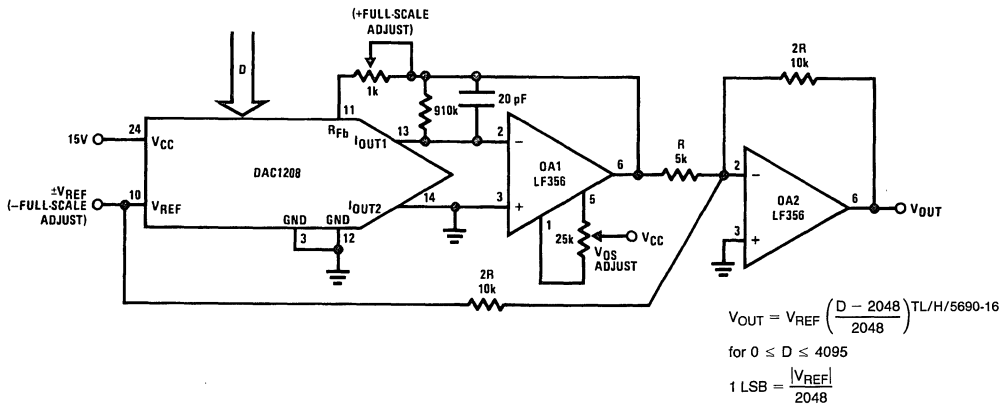 (+FULL-SCALE
ADJUST)
D
1k
11
910k
20 pF
2R
10k
15V
24
VCC
RFb
IOUT1
13
2
−
OA1
LF356
6
R
5k
2
−
OA2
LF356
6
VOUT
DAC1208
±VREF
(−FULL-SCALE
ADJUST)
10
VREF
IOUT2
14
3
+
5
1
25k
VCC
VOS
ADJUST
3
+
GND
3
GND
12
2R
10k
VOUT = VREF (D − 2048 / 2048) TL/H/5690-16
for 0 ≤ D ≤ 4095
1 LSB = |VREF| / 2048